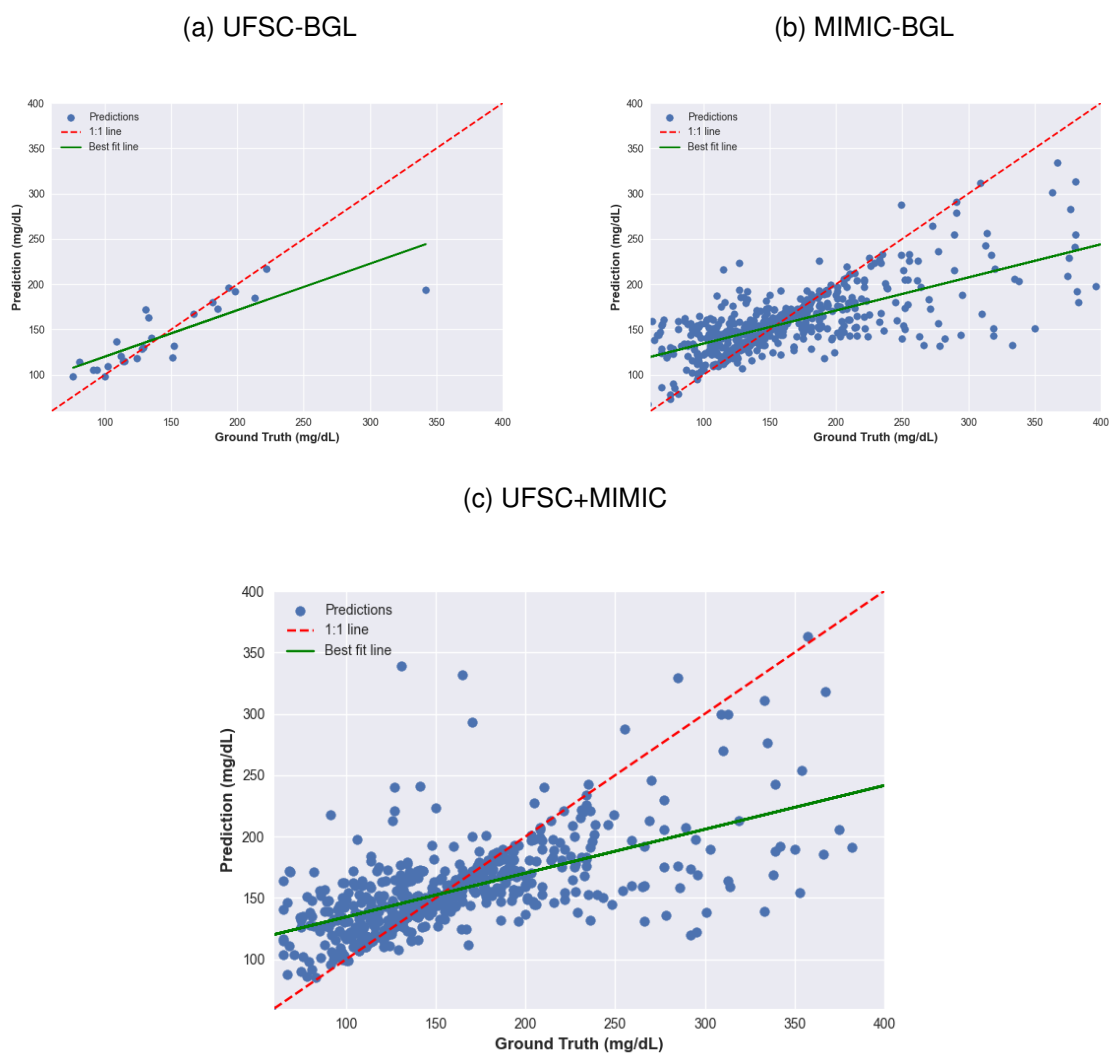 (a) UFSC-BGL
(b) MIMIC-BGL
Predictions
1:1 line
Best fit line
400
350
300
250
200
150
100
Prediction (mg/dL)
100 150 200 250 300 350 400
Ground Truth (mg/dL)
Predictions
1:1 line
Best fit line
400
350
300
250
200
150
100
Prediction (mg/dL)
100 150 200 250 300 350 400
Ground Truth (mg/dL)
(c) UFSC+MIMIC
Predictions
1:1 line
Best fit line
400
350
300
250
200
150
100
Prediction (mg/dL)
100 150 200 250 300 350 400
Ground Truth (mg/dL)